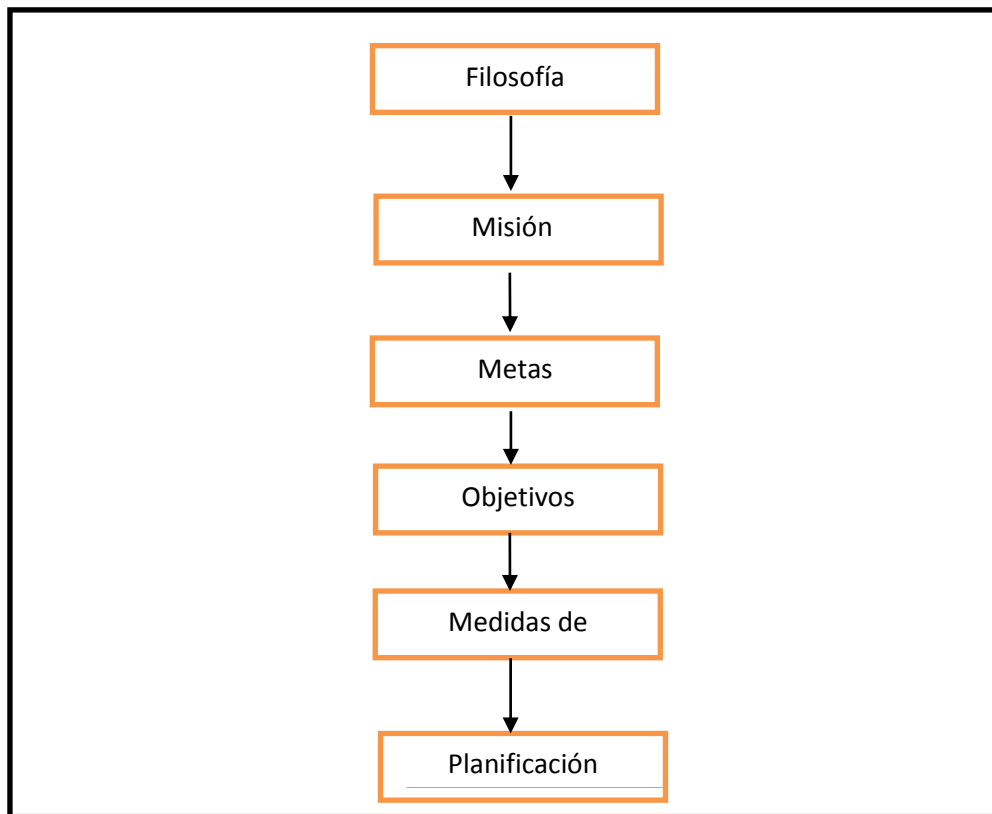 Filosofía
Misión
Metas
Objetivos
Medidas de
Planificación